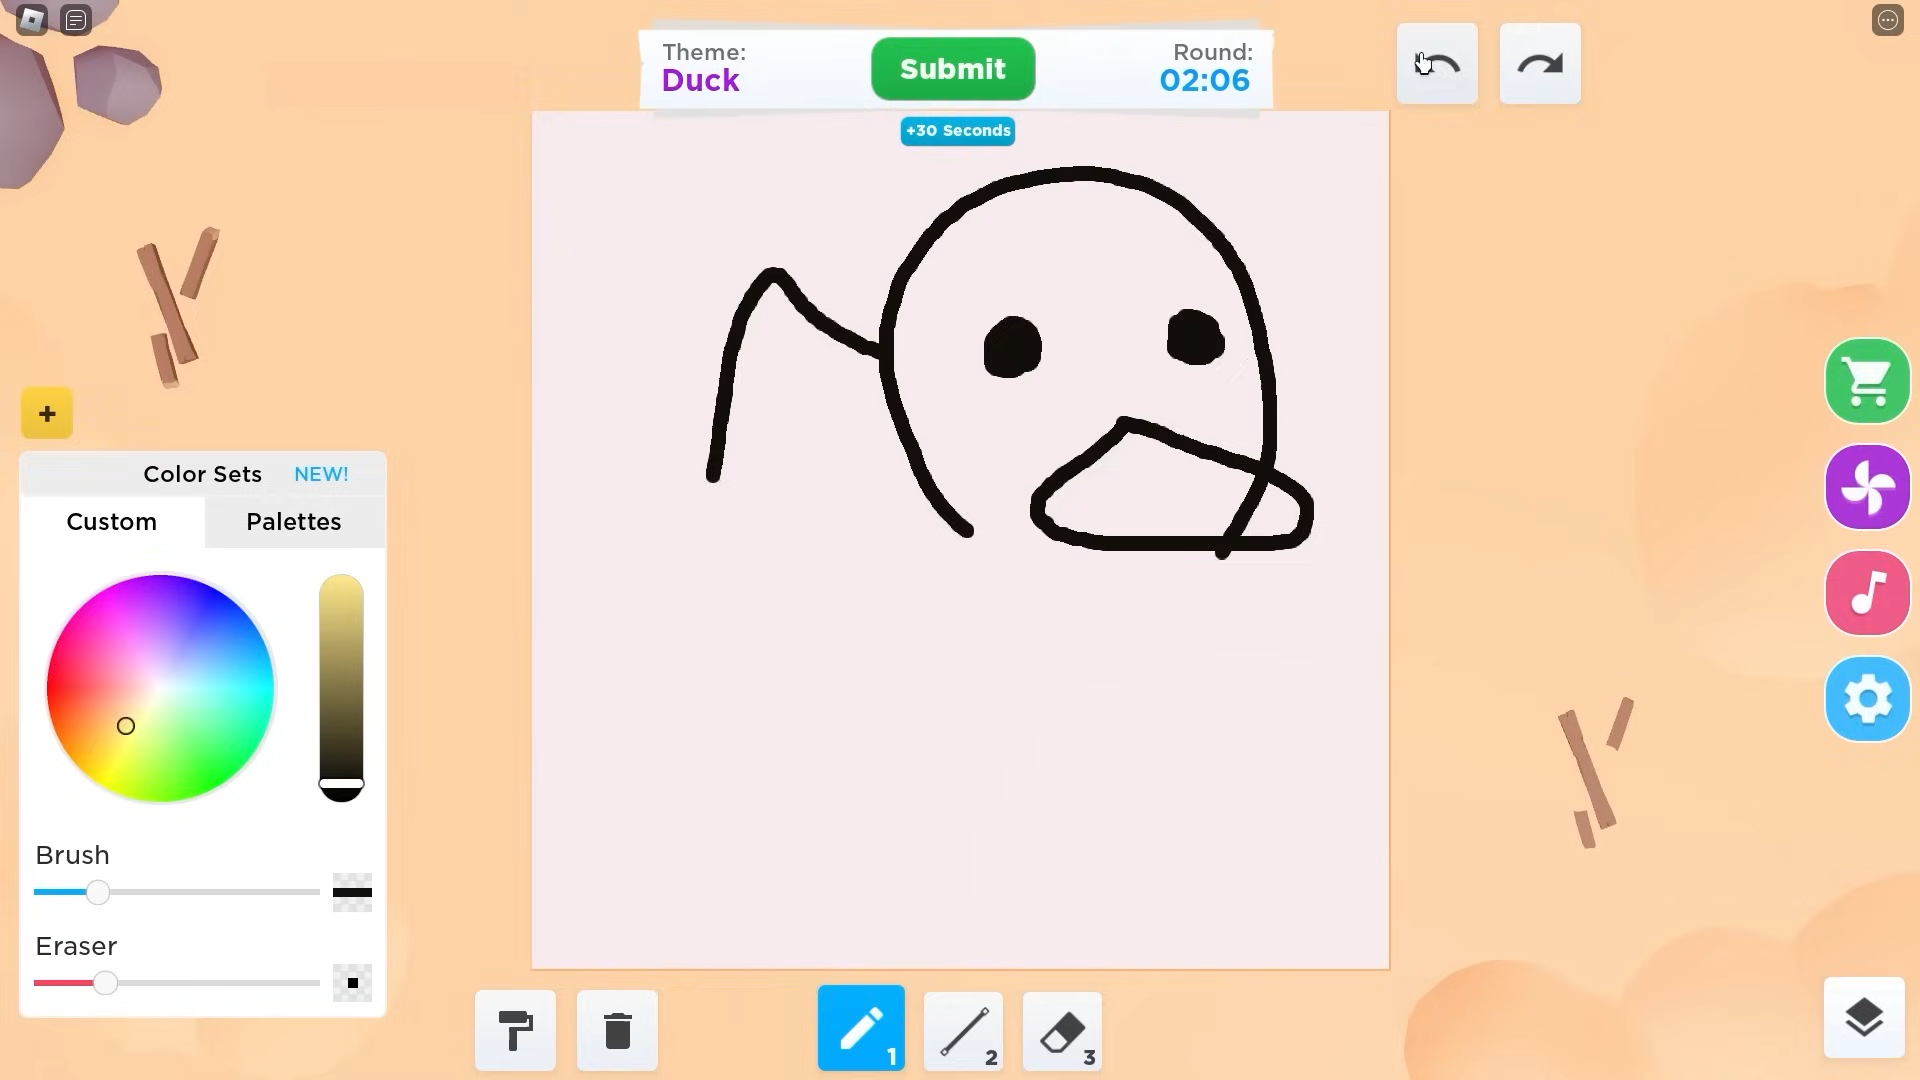 Theme:
Duck
Submit
Round:
02:06
+30 Seconds
+
Color Sets NEW!
Custom Palettes
Brush
Eraser
1
2
3